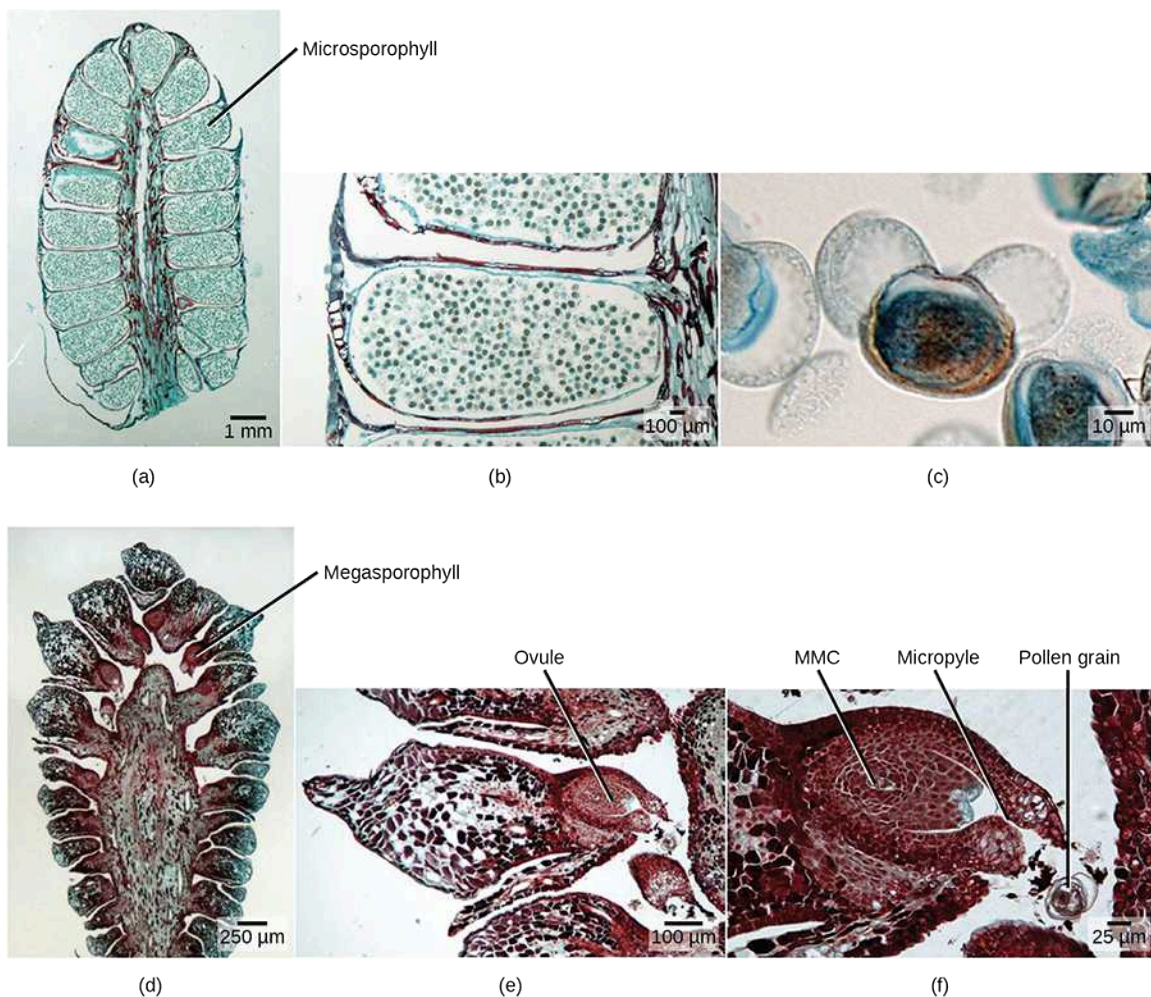 Microsporophyll
1 mm
100 µm
10 µm
(a)
(b)
(c)
Megasporophyll
Ovule
MMC
Micropyle
Pollen grain
250 µm
100 µm
25 µm
(d)
(e)
(f)